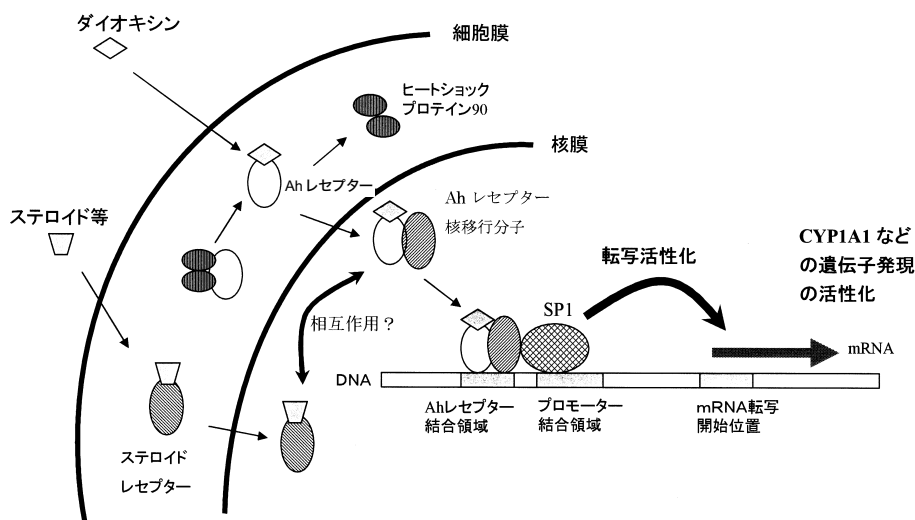 ダイオキシン
細胞膜
ヒートショック
プロテイン90
核膜
Ahレセプター
Ah レセプター
核移行分子
ステロイド等
転写活性化
CYP1A1 など
の遺伝子発現
の活性化
相互作用？
SP1
mRNA
DNA
Ahレセプター
結合領域
プロモーター
結合領域
mRNA転写
開始位置
ステロイド
レセプター